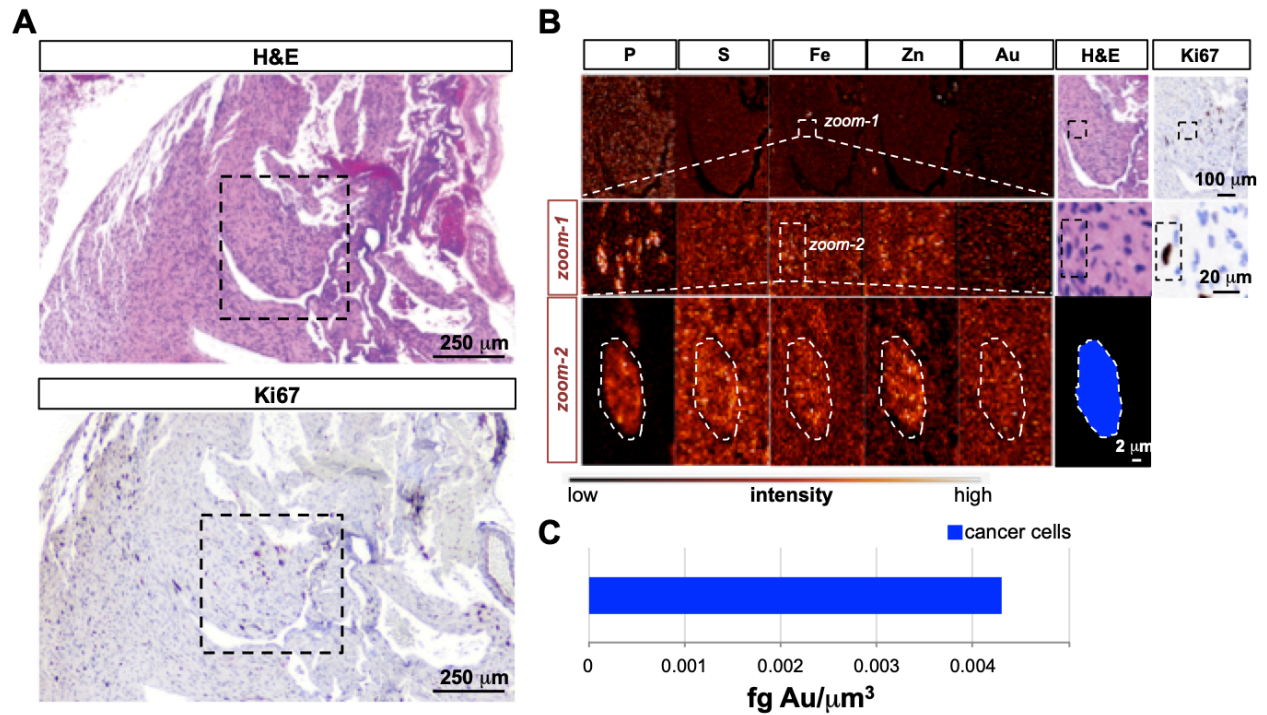 A
H&E
250 μm
Ki67
250 μm
B
P S Fe Zn Au H&E Ki67
zoom-1
100 μm
zoom-1
zoom-2
20 μm
zoom-2
2 μm
low intensity high
C
cancer cells
0 0.001 0.002 0.003 0.004
fg Au/μm³